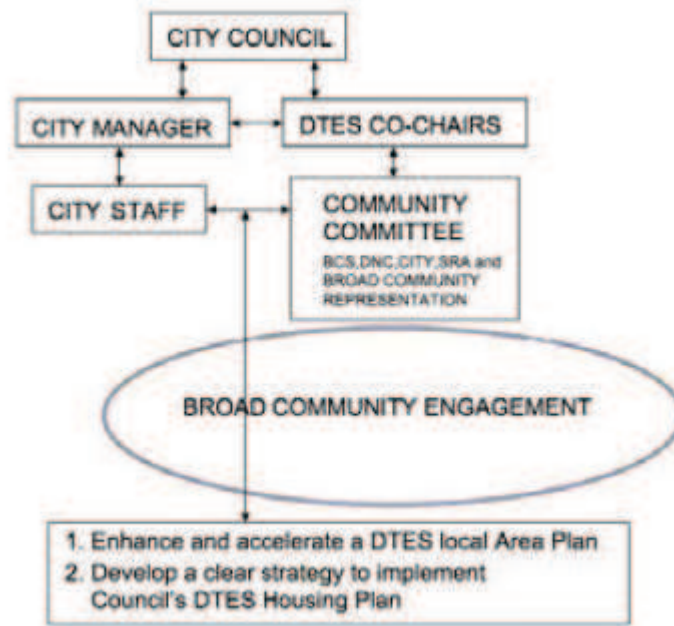 CITY COUNCIL
CITY MANAGER
DTES CO-CHAIRS
CITY STAFF
COMMUNITY
COMMITTEE
BCS,DNC,CITY,SRA and
BROAD COMMUNITY
REPRESENTATION
BROAD COMMUNITY ENGAGEMENT
1. Enhance and accelerate a DTES local Area Plan
2. Develop a clear strategy to implement
Council's DTES Housing Plan